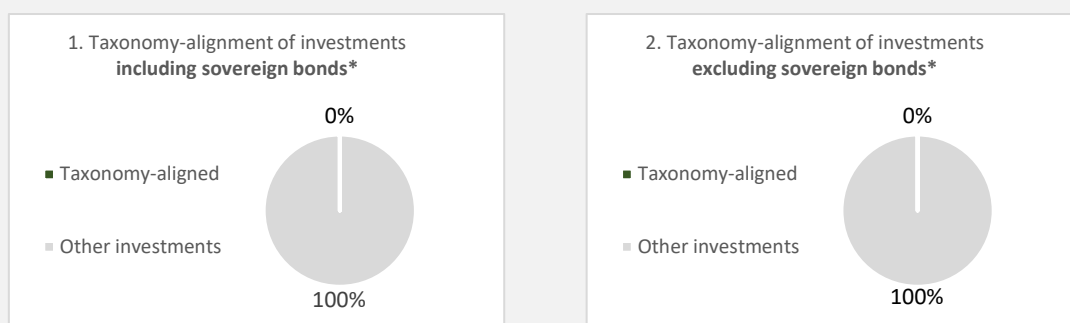 1. Taxonomy-alignment of investments
including sovereign bonds*
0%
Taxonomy-aligned
Other investments
100%
2. Taxonomy-alignment of investments
excluding sovereign bonds*
0%
Taxonomy-aligned
Other investments
100%